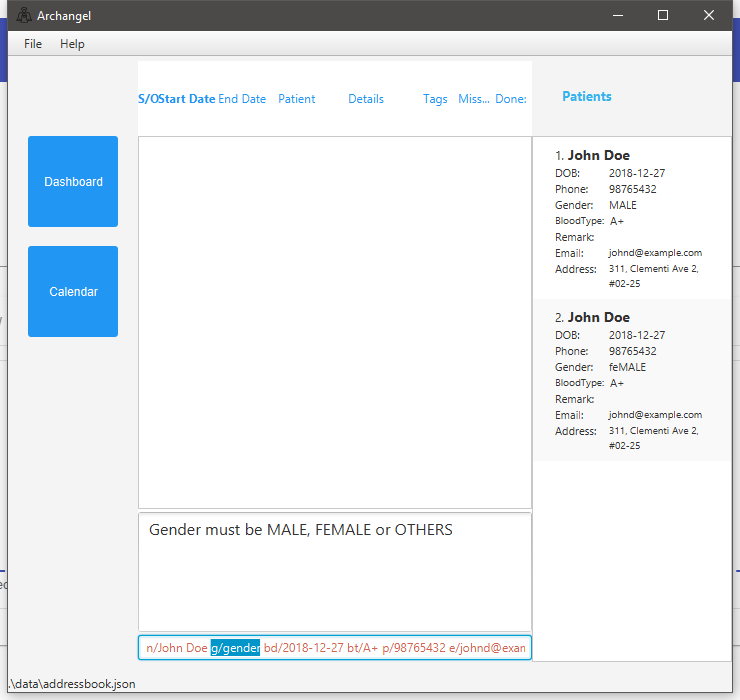 Archangel
File Help
S/OStart Date End Date Patient Details Tags Miss... Done:
Patients
Dashboard
Calendar
1. John Doe
DOB: 2018-12-27
Phone: 98765432
Gender: MALE
BloodType: A+
Remark:
Email: johnd@example.com
Address: 311, Clementi Ave 2,
#02-25
2. John Doe
DOB: 2018-12-27
Phone: 98765432
Gender: feMALE
BloodType: A+
Remark:
Email: johnd@example.com
Address: 311, Clementi Ave 2,
#02-25
Gender must be MALE, FEMALE or OTHERS
n/John Doe g/gender bd/2018-12-27 bt/A+ p/98765432 e/johnd@exan
.\data\addressbook.json